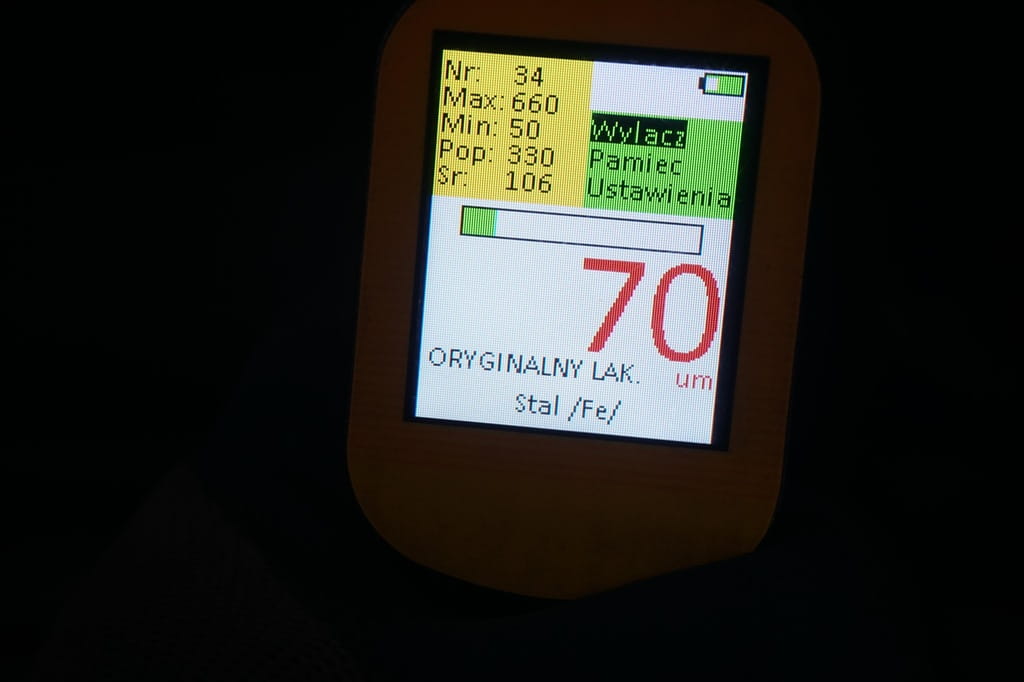 Nr: 34
Max: 660
Min: 50
Pop: 330
Sr: 106
Wylacz
Pamiec
Ustawienia
70
um
ORYGINALNY LAK.
Stal /Fe/